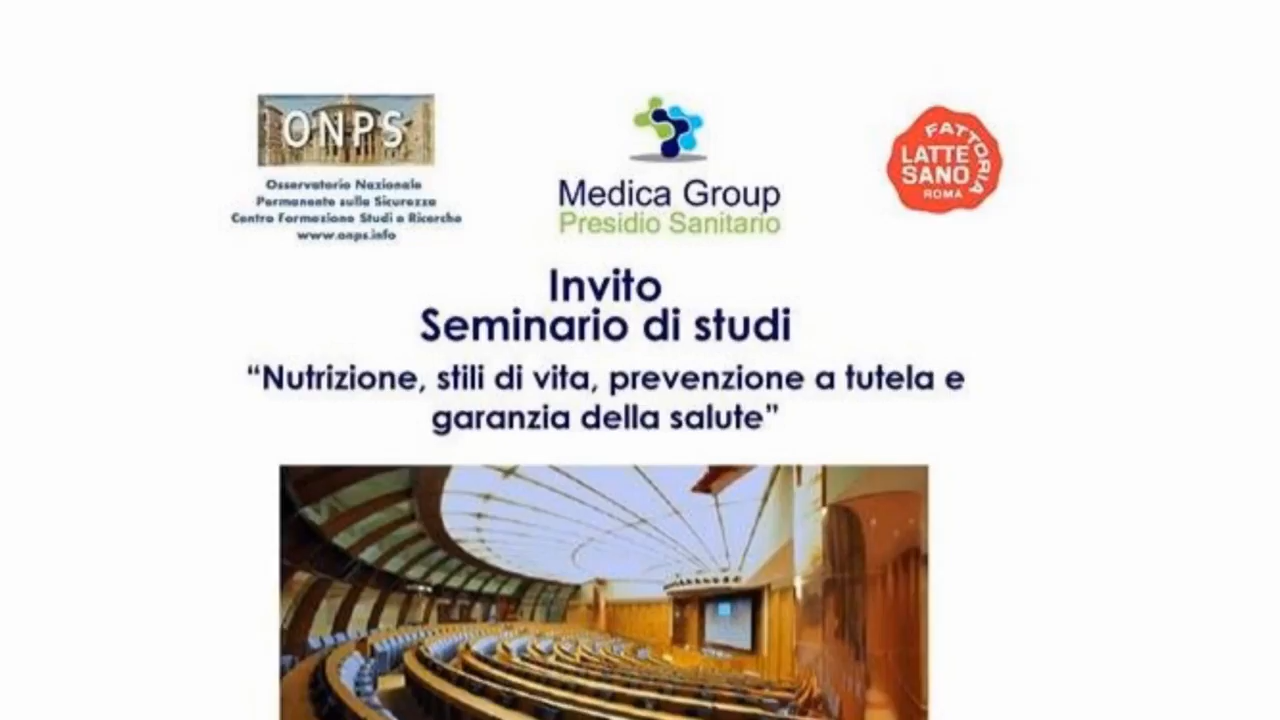 ONPS
Osservatorio Nazionale
Permanente sulla Sicurezza
Centro Formazione Studi e Ricerche
www.onps.info
Medica Group
Presidio Sanitario
FATTORIA
LATTE
SANO
ROMA
Invito
Seminario di studi
“Nutrizione, stili di vita, prevenzione a tutela e
garanzia della salute”